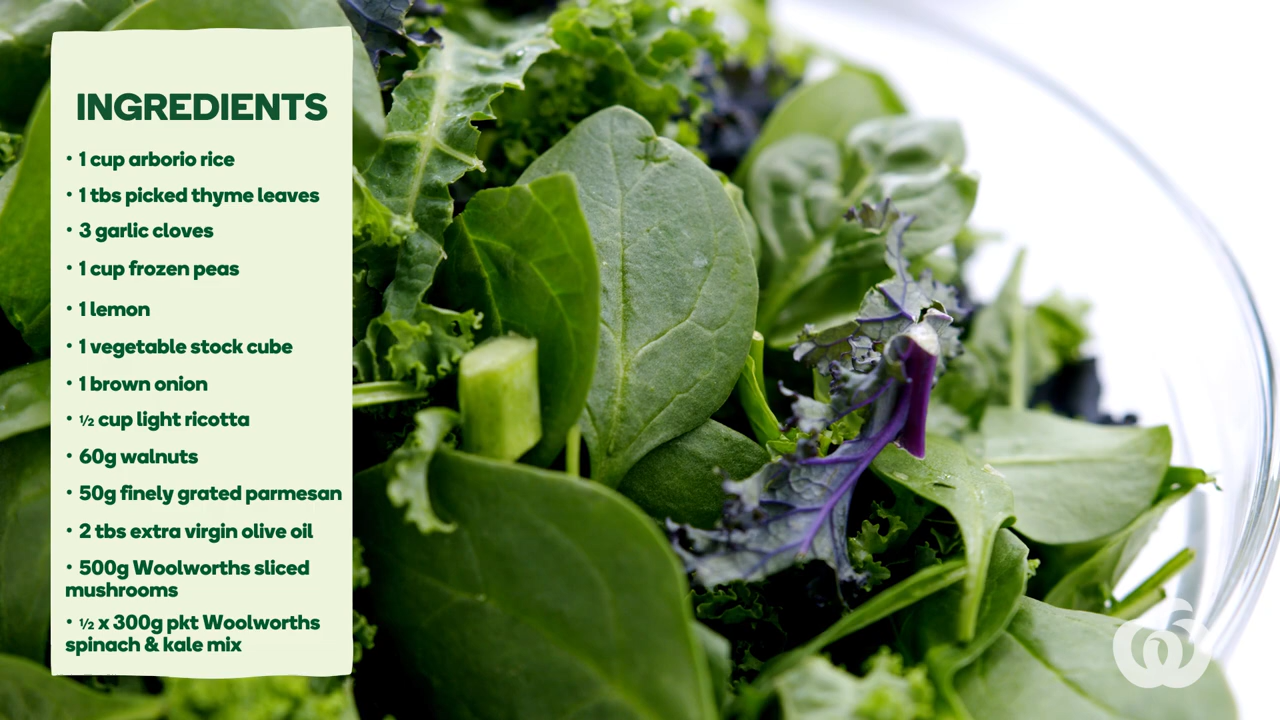 INGREDIENTS
• 1 cup arborio rice
• 1 tbs picked thyme leaves
• 3 garlic cloves
• 1 cup frozen peas
• 1 lemon
• 1 vegetable stock cube
• 1 brown onion
• ½ cup light ricotta
• 60g walnuts
• 50g finely grated parmesan
• 2 tbs extra virgin olive oil
• 500g Woolworths sliced
mushrooms
• ½ x 300g pkt Woolworths
spinach & kale mix